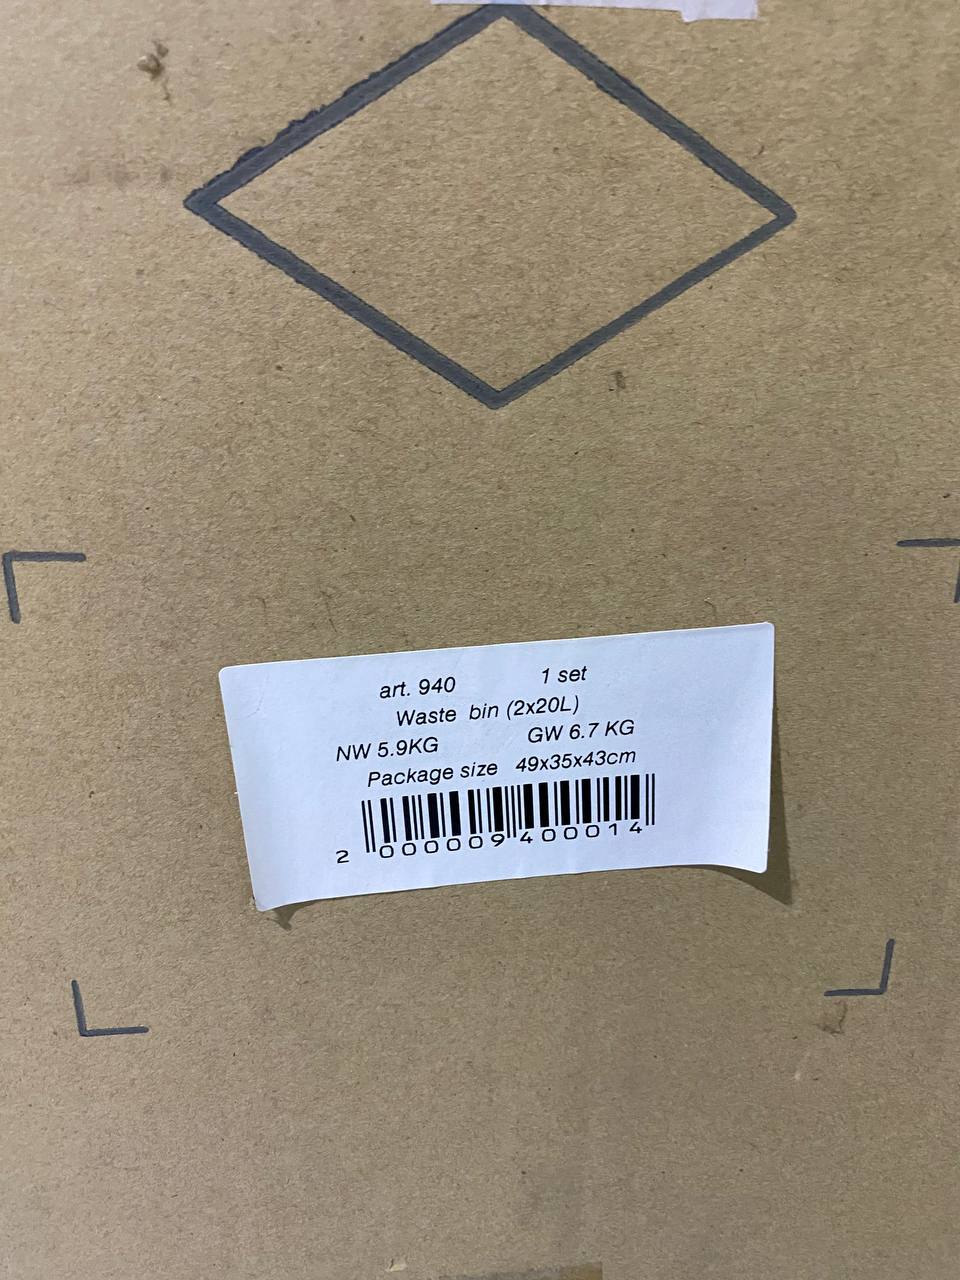 art. 940 1 set
Waste bin (2x20L)
NW 5.9KG GW 6.7 KG
Package size 49x35x43cm
2 000009 400014